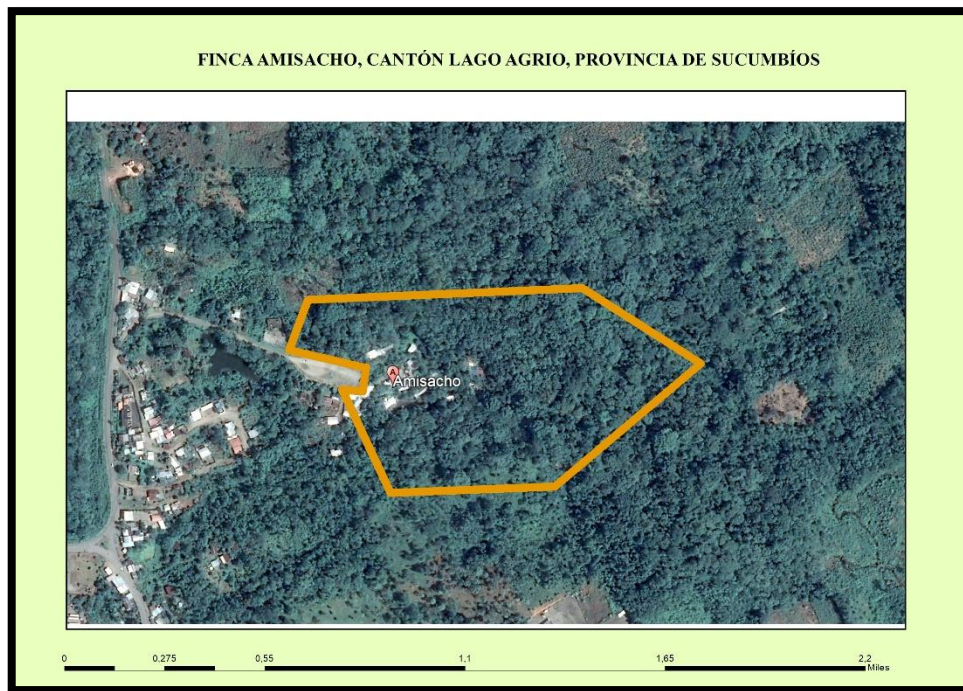 FINCA AMISACHO, CANTÓN LAGO AGRIO, PROVINCIA DE SUCUMBÍOS
A
Amisacho
0 0,275 0,55 1,1 1,65 2,2
Miles